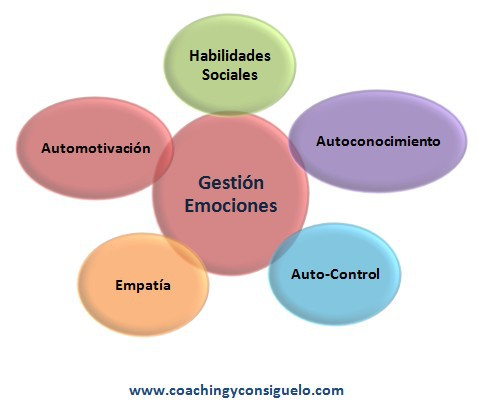 Habilidades
Sociales
Automotivación
Autoconocimiento
Gestión
Emociones
Empatía
Auto-Control
www.coachingyconsiguelo.com